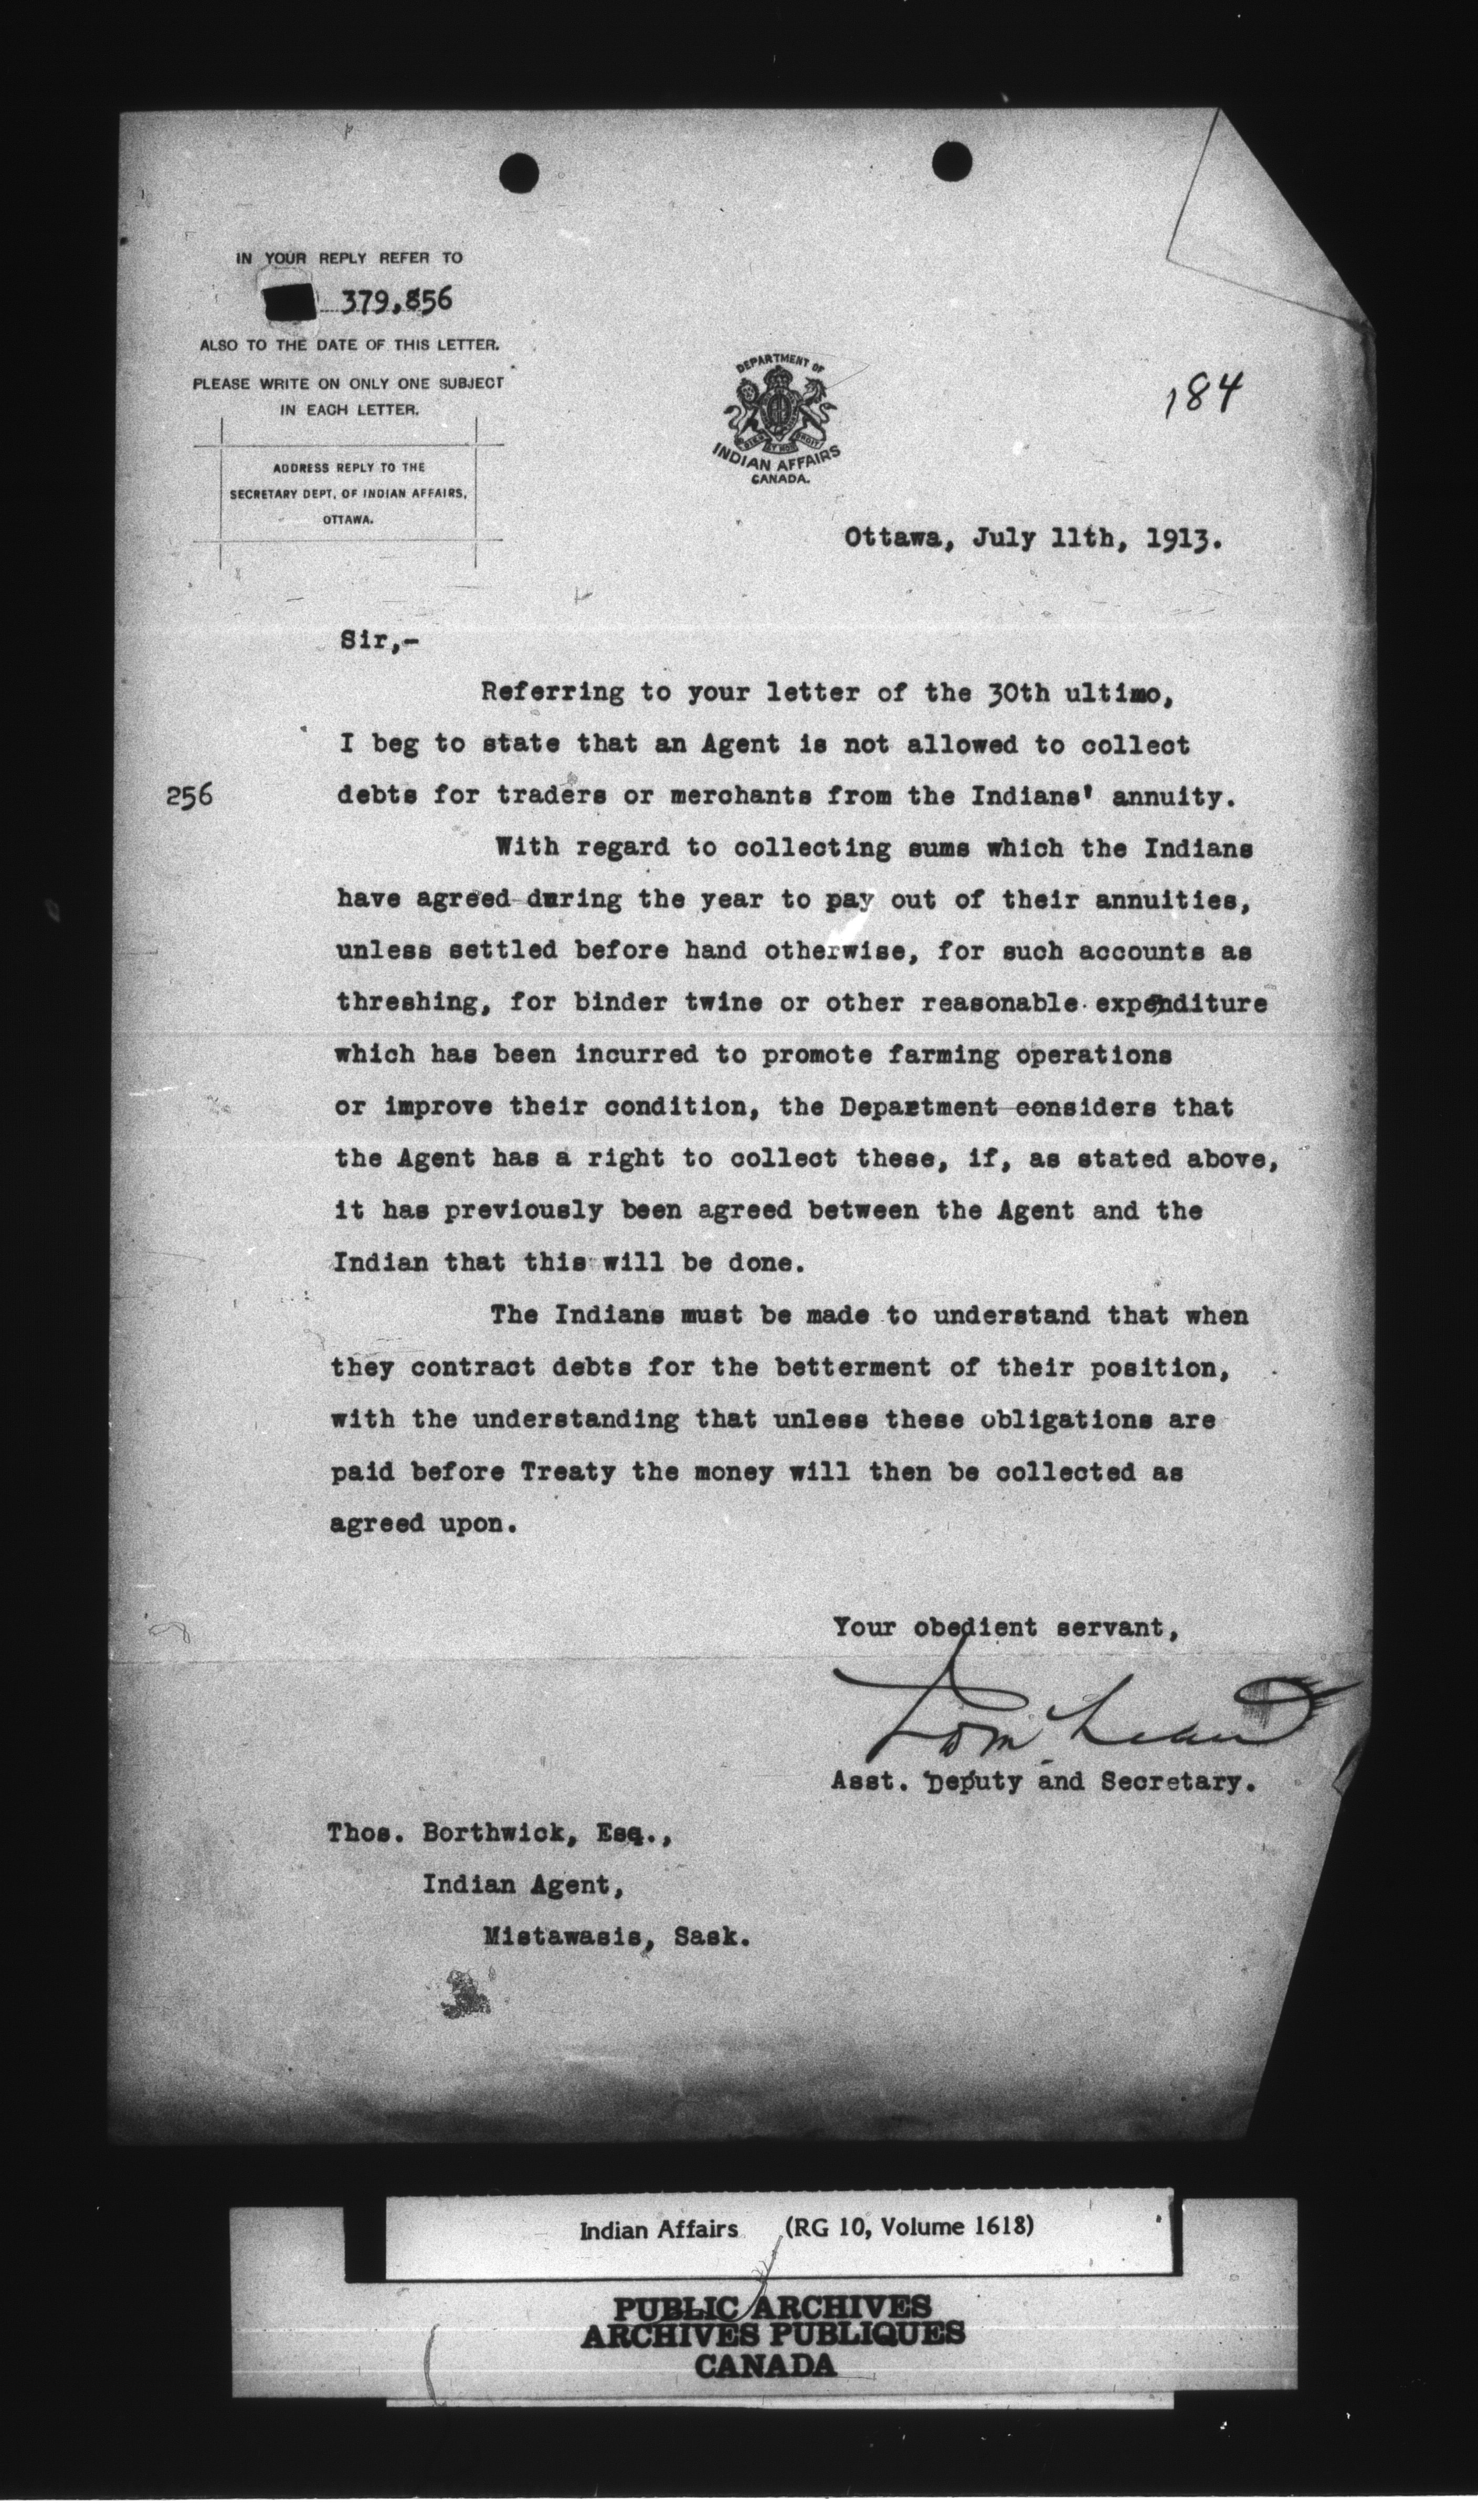 IN YOUR REPLY REFER TO
379,856
ALSO TO THE DATE OF THIS LETTER.
PLEASE WRITE ON ONLY ONE SUBJECT
IN EACH LETTER.
ADDRESS REPLY TO THE
SECRETARY DEPT. OF INDIAN AFFAIRS,
OTTAWA.
DEPARTMENT OF
INDIAN AFFAIRS
CANADA.
184
Ottawa, July 11th, 1913.
Sir,-
Referring to your letter of the 30th ultimo,
I beg to state that an Agent is not allowed to collect
256
debts for traders or merchants from the Indians' annuity.
With regard to collecting sums which the Indians
have agreed during the year to pay out of their annuities,
unless settled before hand otherwise, for such accounts as
threshing, for binder twine or other reasonable expenditure
which has been incurred to promote farming operations
or improve their condition, the Department considers that
the Agent has a right to collect these, if, as stated above,
it has previously been agreed between the Agent and the
Indian that this will be done.
The Indians must be made to understand that when
they contract debts for the betterment of their position,
with the understanding that unless these obligations are
paid before Treaty the money will then be collected as
agreed upon.
Your obedient servant,
Asst. Deputy and Secretary.
Thos. Borthwick, Esq.,
Indian Agent,
Mistawasis, Sask.
Indian Affairs (RG 10, Volume 1618)
PUBLIC ARCHIVES
ARCHIVES PUBLIQUES
CANADA